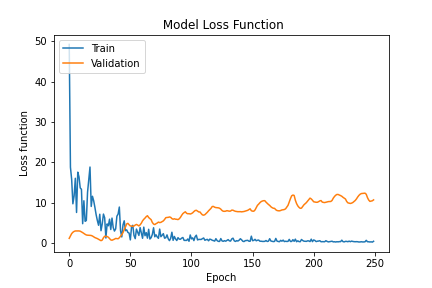 Model Loss Function
Train
Validation
Loss function
50
40
30
20
10
0
0 50 100 150 200 250
Epoch